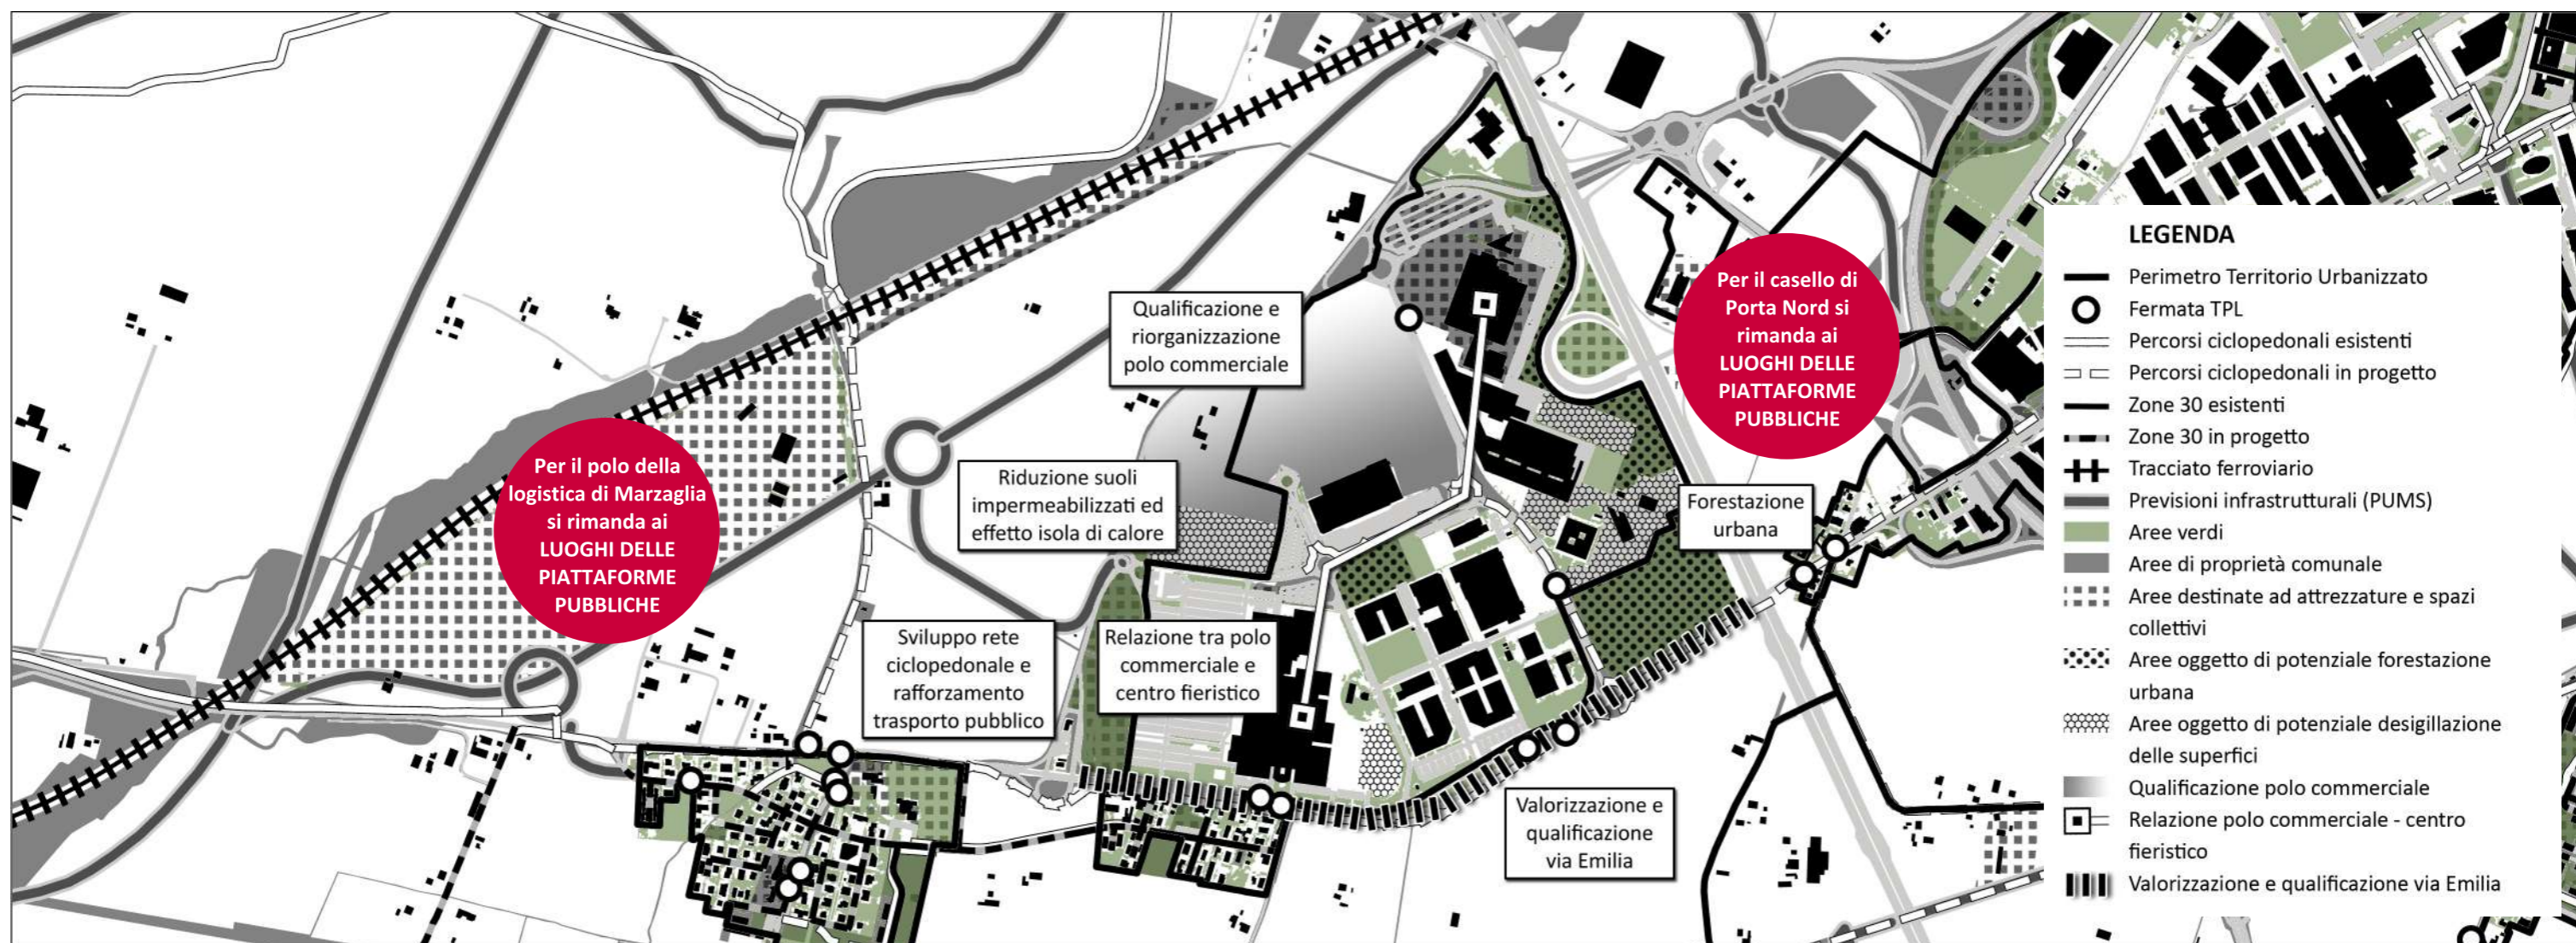 Qualificazione e
riorganizzazione
polo commerciale
Per il casello di
Porta Nord si
rimanda ai
LUOGHI DELLE
PIATTAFORME
PUBBLICHE
Per il polo della
logistica di Marzaglia
si rimanda ai
LUOGHI DELLE
PIATTAFORME
PUBBLICHE
Riduzione suoli
impermeabilizzati ed
effetto isola di calore
Forestazione
urbana
Sviluppo rete
ciclopedonale e
rafforzamento
trasporto pubblico
Relazione tra polo
commerciale e
centro fieristico
Valorizzazione e
qualificazione
via Emilia
LEGENDA
Perimetro Territorio Urbanizzato
Fermata TPL
Percorsi ciclopedonali esistenti
Percorsi ciclopedonali in progetto
Zone 30 esistenti
Zone 30 in progetto
Tracciato ferroviario
Previsioni infrastrutturali (PUMS)
Aree verdi
Aree di proprietà comunale
Aree destinate ad attrezzature e spazi
collettivi
Aree oggetto di potenziale forestazione
urbana
Aree oggetto di potenziale desigillazione
delle superfici
Qualificazione polo commerciale
Relazione polo commerciale - centro
fieristico
Valorizzazione e qualificazione via Emilia